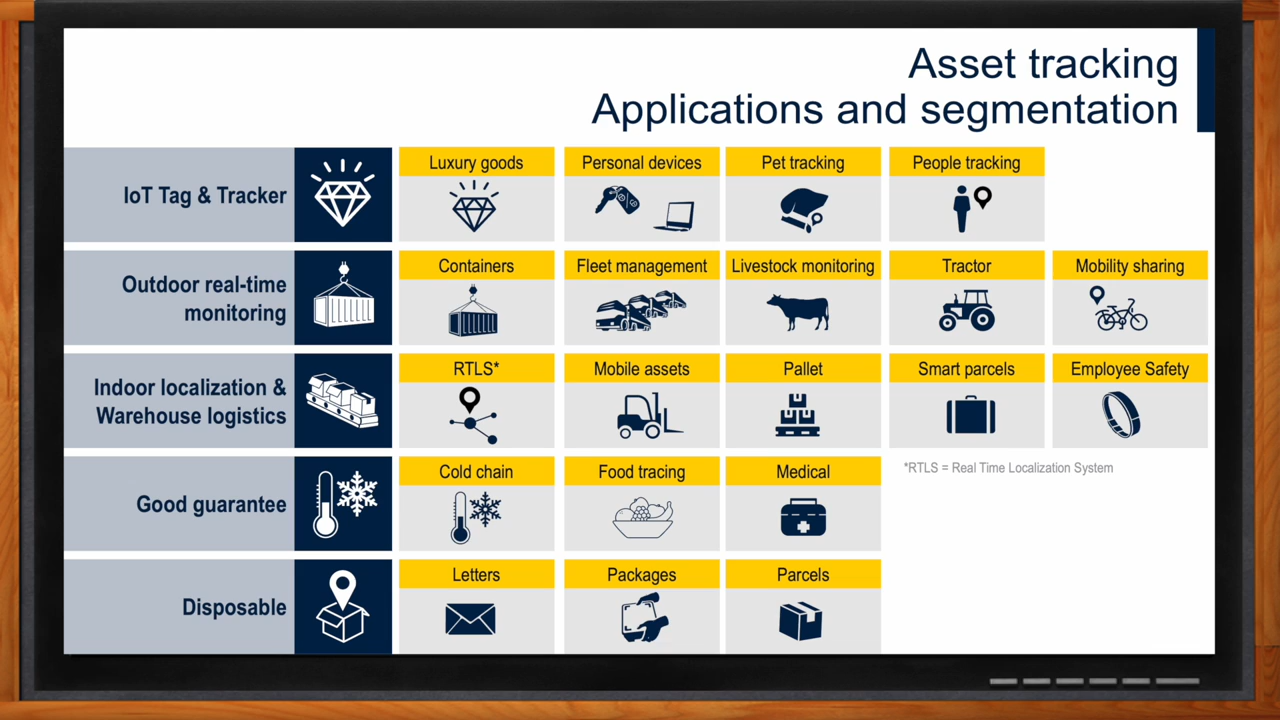 Asset tracking
Applications and segmentation
IoT Tag & Tracker
Luxury goods
Personal devices
Pet tracking
People tracking
Outdoor real-time
monitoring
Containers
Fleet management
Livestock monitoring
Tractor
Mobility sharing
Indoor localization &
Warehouse logistics
RTLS*
Mobile assets
Pallet
Smart parcels
Employee Safety
*RTLS = Real Time Localization System
Good guarantee
Cold chain
Food tracing
Medical
Disposable
Letters
Packages
Parcels